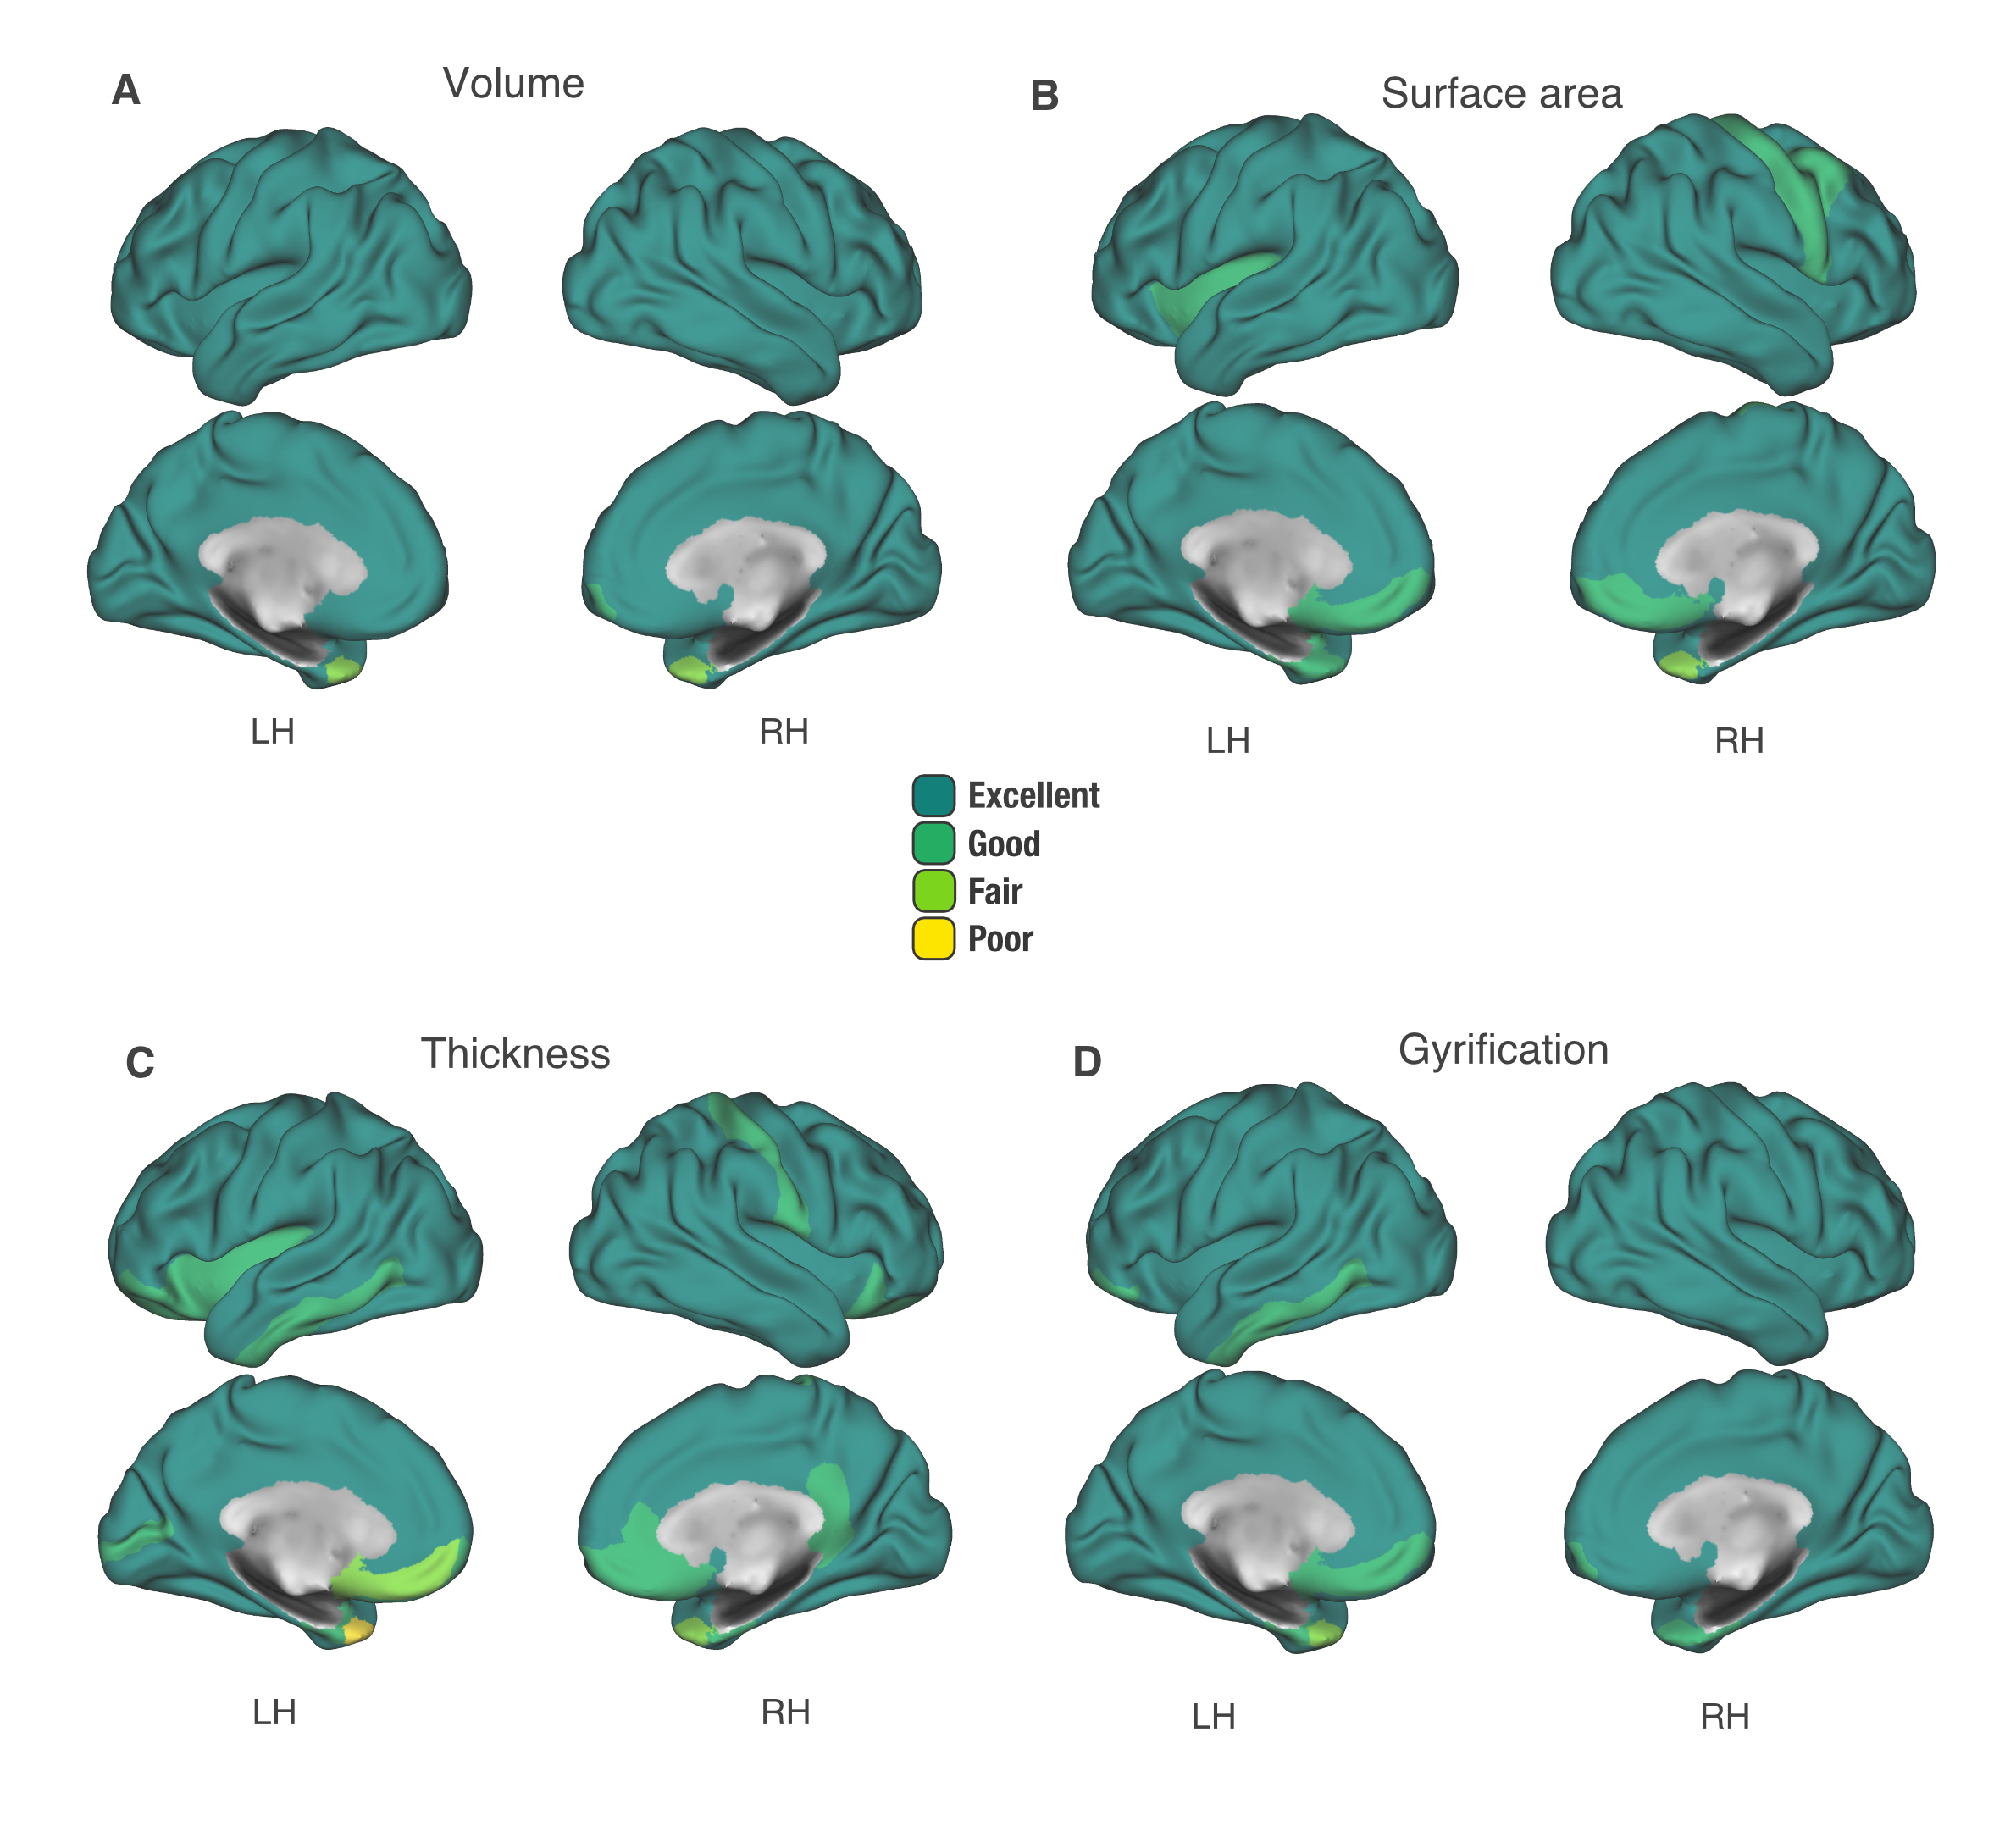 A
Volume
B
Surface area
LH
RH
LH
RH
Excellent
Good
Fair
Poor
C
Thickness
D
Gyrification
LH
RH
LH
RH